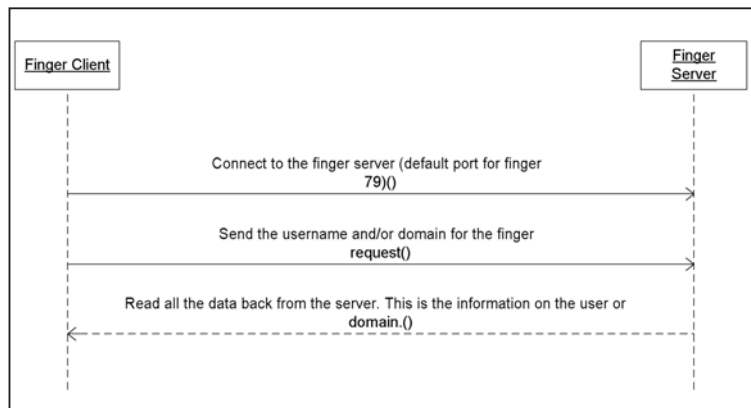 Finger Client
Finger
Server
Connect to the finger server (default port for finger
79)()
Send the username and/or domain for the finger
request()
Read all the data back from the server. This is the information on the user or
domain.()